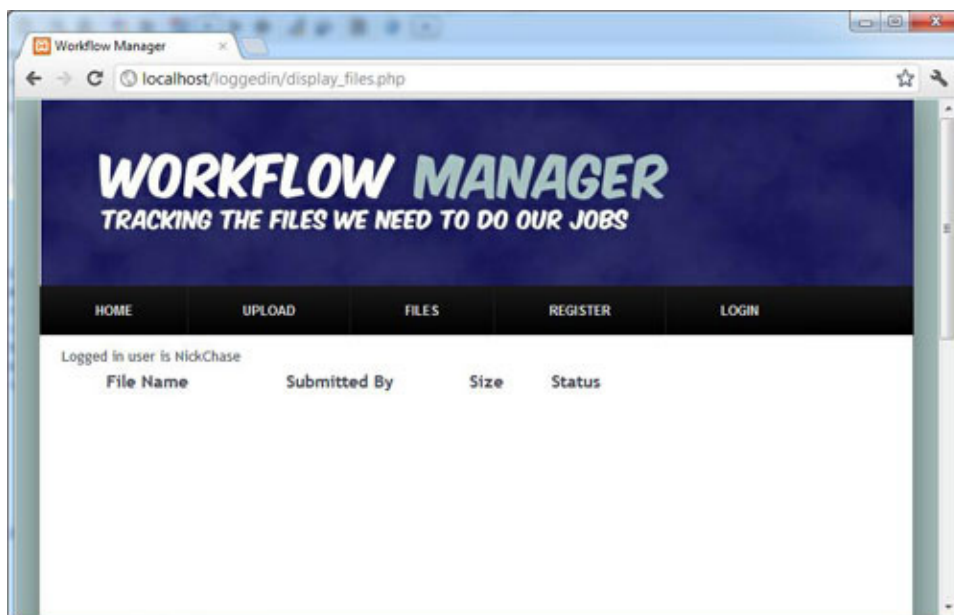 Workflow Manager
localhost/loggedin/display_files.php
WORKFLOW MANAGER
TRACKING THE FILES WE NEED TO DO OUR JOBS
HOME UPLOAD FILES REGISTER LOGIN
Logged in user is NickChase
File Name Submitted By Size Status